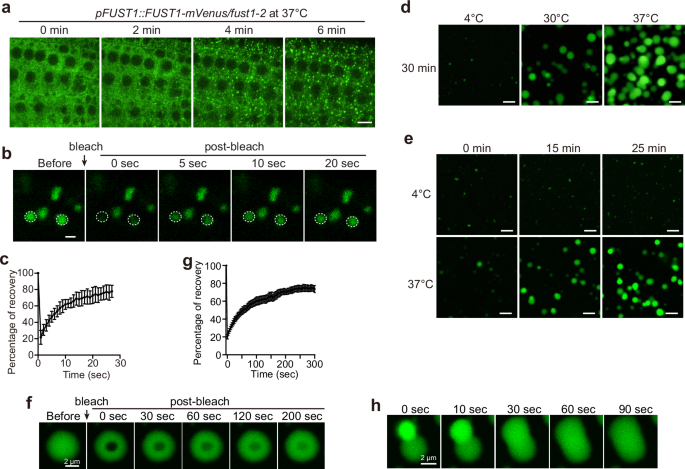 a
pFUST1::FUST1-mVenus/fust1-2 at 37°C
0 min 2 min 4 min 6 min
b
bleach post-bleach
Before 0 sec 5 sec 10 sec 20 sec
c
Percentage of recovery
100
80
60
40
20
0
0 10 20 30
Time (sec)
g
Percentage of recovery
100
80
60
40
20
0
0 100 200 300
Time (sec)
f
bleach post-bleach
Before 0 sec 30 sec 60 sec 120 sec 200 sec
2 µm
d
4°C 30°C 37°C
30 min
e
0 min 15 min 25 min
4°C
37°C
h
0 sec 10 sec 30 sec 60 sec 90 sec
2 µm